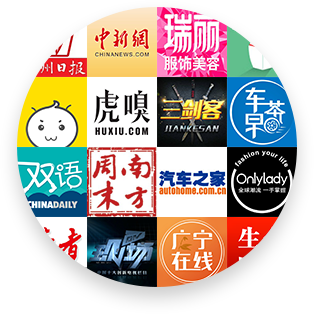 州日报
中新網
CHINANEWS.COM
瑞丽
服饰美容
虎嗅
HUXIU.COM
三剑客
JIANKESAN
车早茶
双语
CHINADAILY
南方周末
汽车之家
autohome.com.cn
fashion your life
Onlylady
全球潮流 一手掌握
者
现场
广宁
在线
生